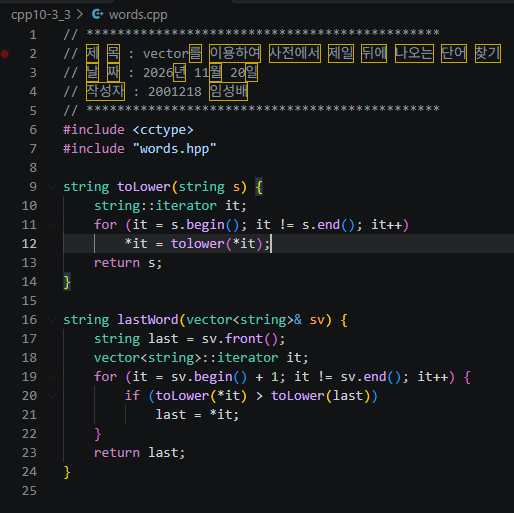 cpp10-3_3 > words.cpp
1 // *******************************************
2 // 제 목 : vector를 이용하여 사전에서 제일 뒤에 나오는 단어 찾기
3 // 날 짜 : 2026년 11월 20일
4 // 작성자 : 2001218 임성배
5 // *******************************************
6 #include <cctype>
7 #include "words.hpp"
8
9 string toLower(string s) {
10 string::iterator it;
11 for (it = s.begin(); it != s.end(); it++)
12 *it = tolower(*it);
13 return s;
14 }
15
16 string lastWord(vector<string>& sv) {
17 string last = sv.front();
18 vector<string>::iterator it;
19 for (it = sv.begin() + 1; it != sv.end(); it++) {
20 if (toLower(*it) > toLower(last))
21 last = *it;
22 }
23 return last;
24 }
25